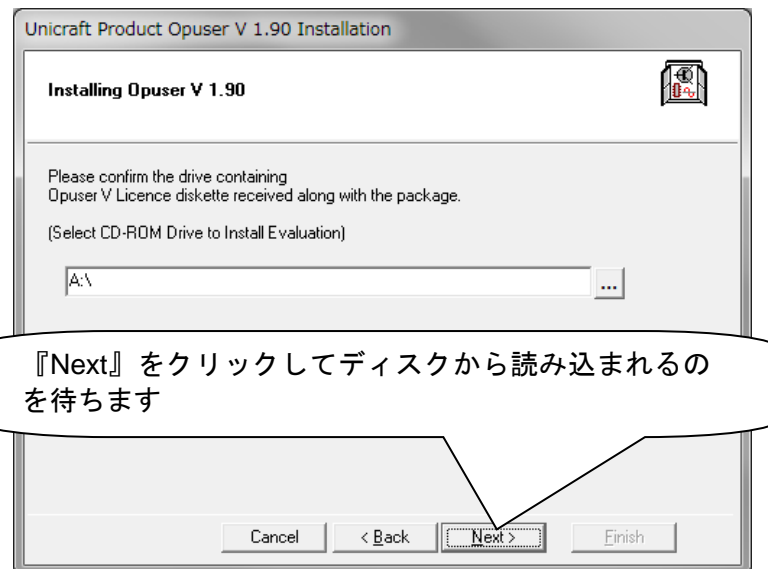 Unicraft Product Opuser V 1.90 Installation
Installing Opuser V 1.90
Please confirm the drive containing
Opuser V Licence diskette received along with the package.
(Select CD-ROM Drive to Install Evaluation)
A:\
...
『Next』をクリックしてディスクから読み込まれるの
を待ちます
Cancel
< Back
Next >
Finish